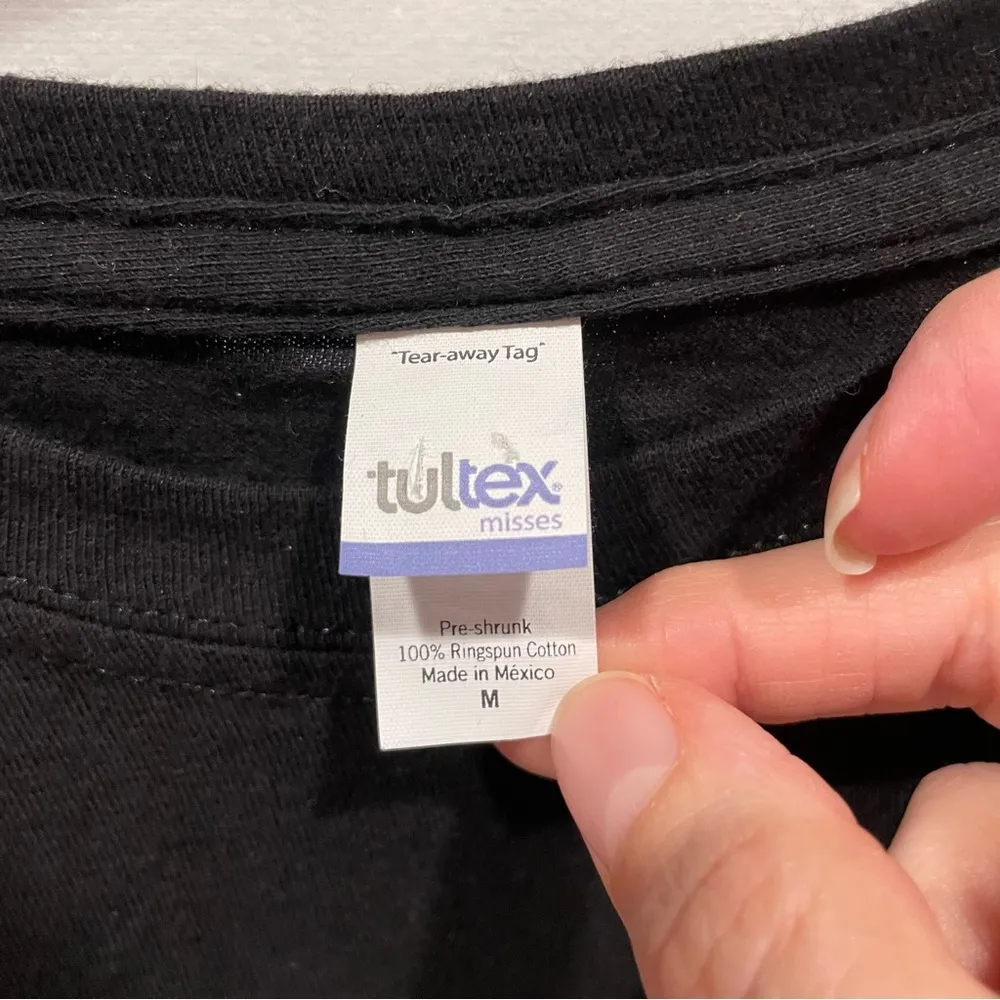 "Tear-away Tag"
tultex®
misses
Pre-shrunk
100% Ringspun Cotton
Made in México
M